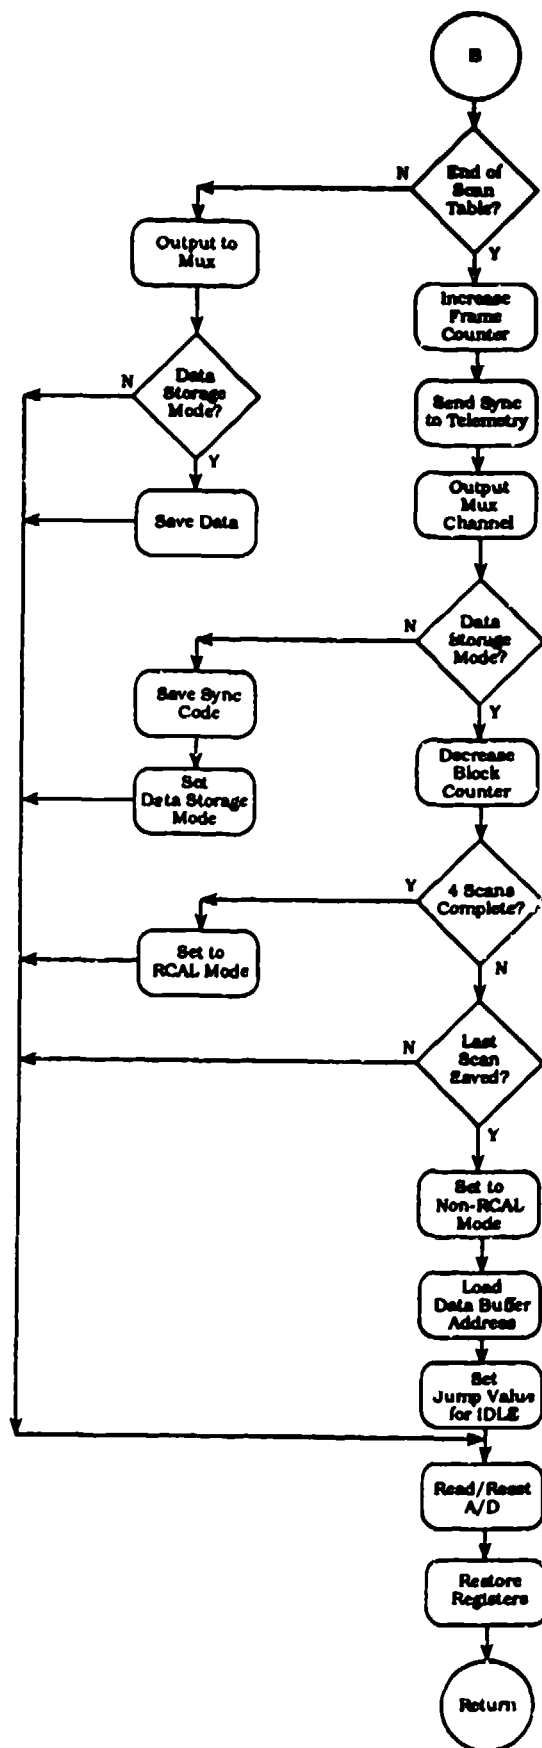 B
End of
Scan
Table?
N
Y
Output to
Mux
Increase
Frame
Counter
Data
Storage
Mode?
N
Y
Send Sync
to Telemetry
Save Data
Output
Mux
Channel
Data
Storage
Mode?
N
Y
Save Sync
Code
Set
Data Storage
Mode
Decrease
Block
Counter
4 Scans
Complete?
Y
N
Set to
RCAL Mode
Last
Scan
Saved?
N
Y
Set to
Non-RCAL
Mode
Load
Data Buffer
Address
Set
Jump Value
for IDLE
Read/Reset
A/D
Restore
Registers
Return